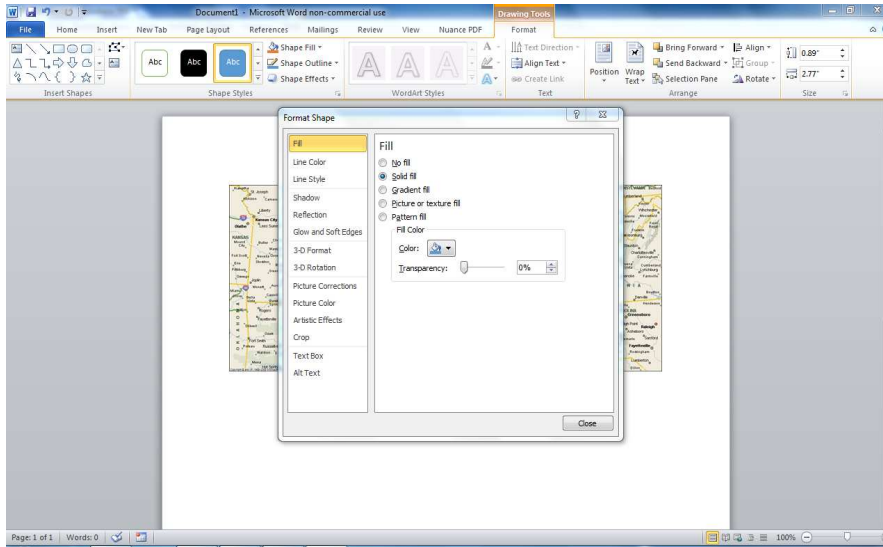 Document1 - Microsoft Word non-commercial use
Drawing Tools
File Home Insert New Tab Page Layout References Mailings Review View Nuance PDF Format
Abc Abc Abc
Shape Fill
Shape Outline
Shape Effects
A A A
Text Direction
Align Text
Create Link
Position
Wrap Text
Bring Forward
Send Backward
Selection Pane
Align
Group
Rotate
0.89"
2.77"
Insert Shapes Shape Styles WordArt Styles Text Arrange Size
Format Shape
Fill
Line Color
Line Style
Shadow
Reflection
Glow and Soft Edges
3-D Format
3-D Rotation
Picture Corrections
Picture Color
Artistic Effects
Crop
Text Box
Alt Text
Fill
No fill
Solid fill
Gradient fill
Picture or texture fill
Pattern fill
Fill Color
Color:
Transparency: 0%
Close
Page: 1 of 1 Words: 0 100%